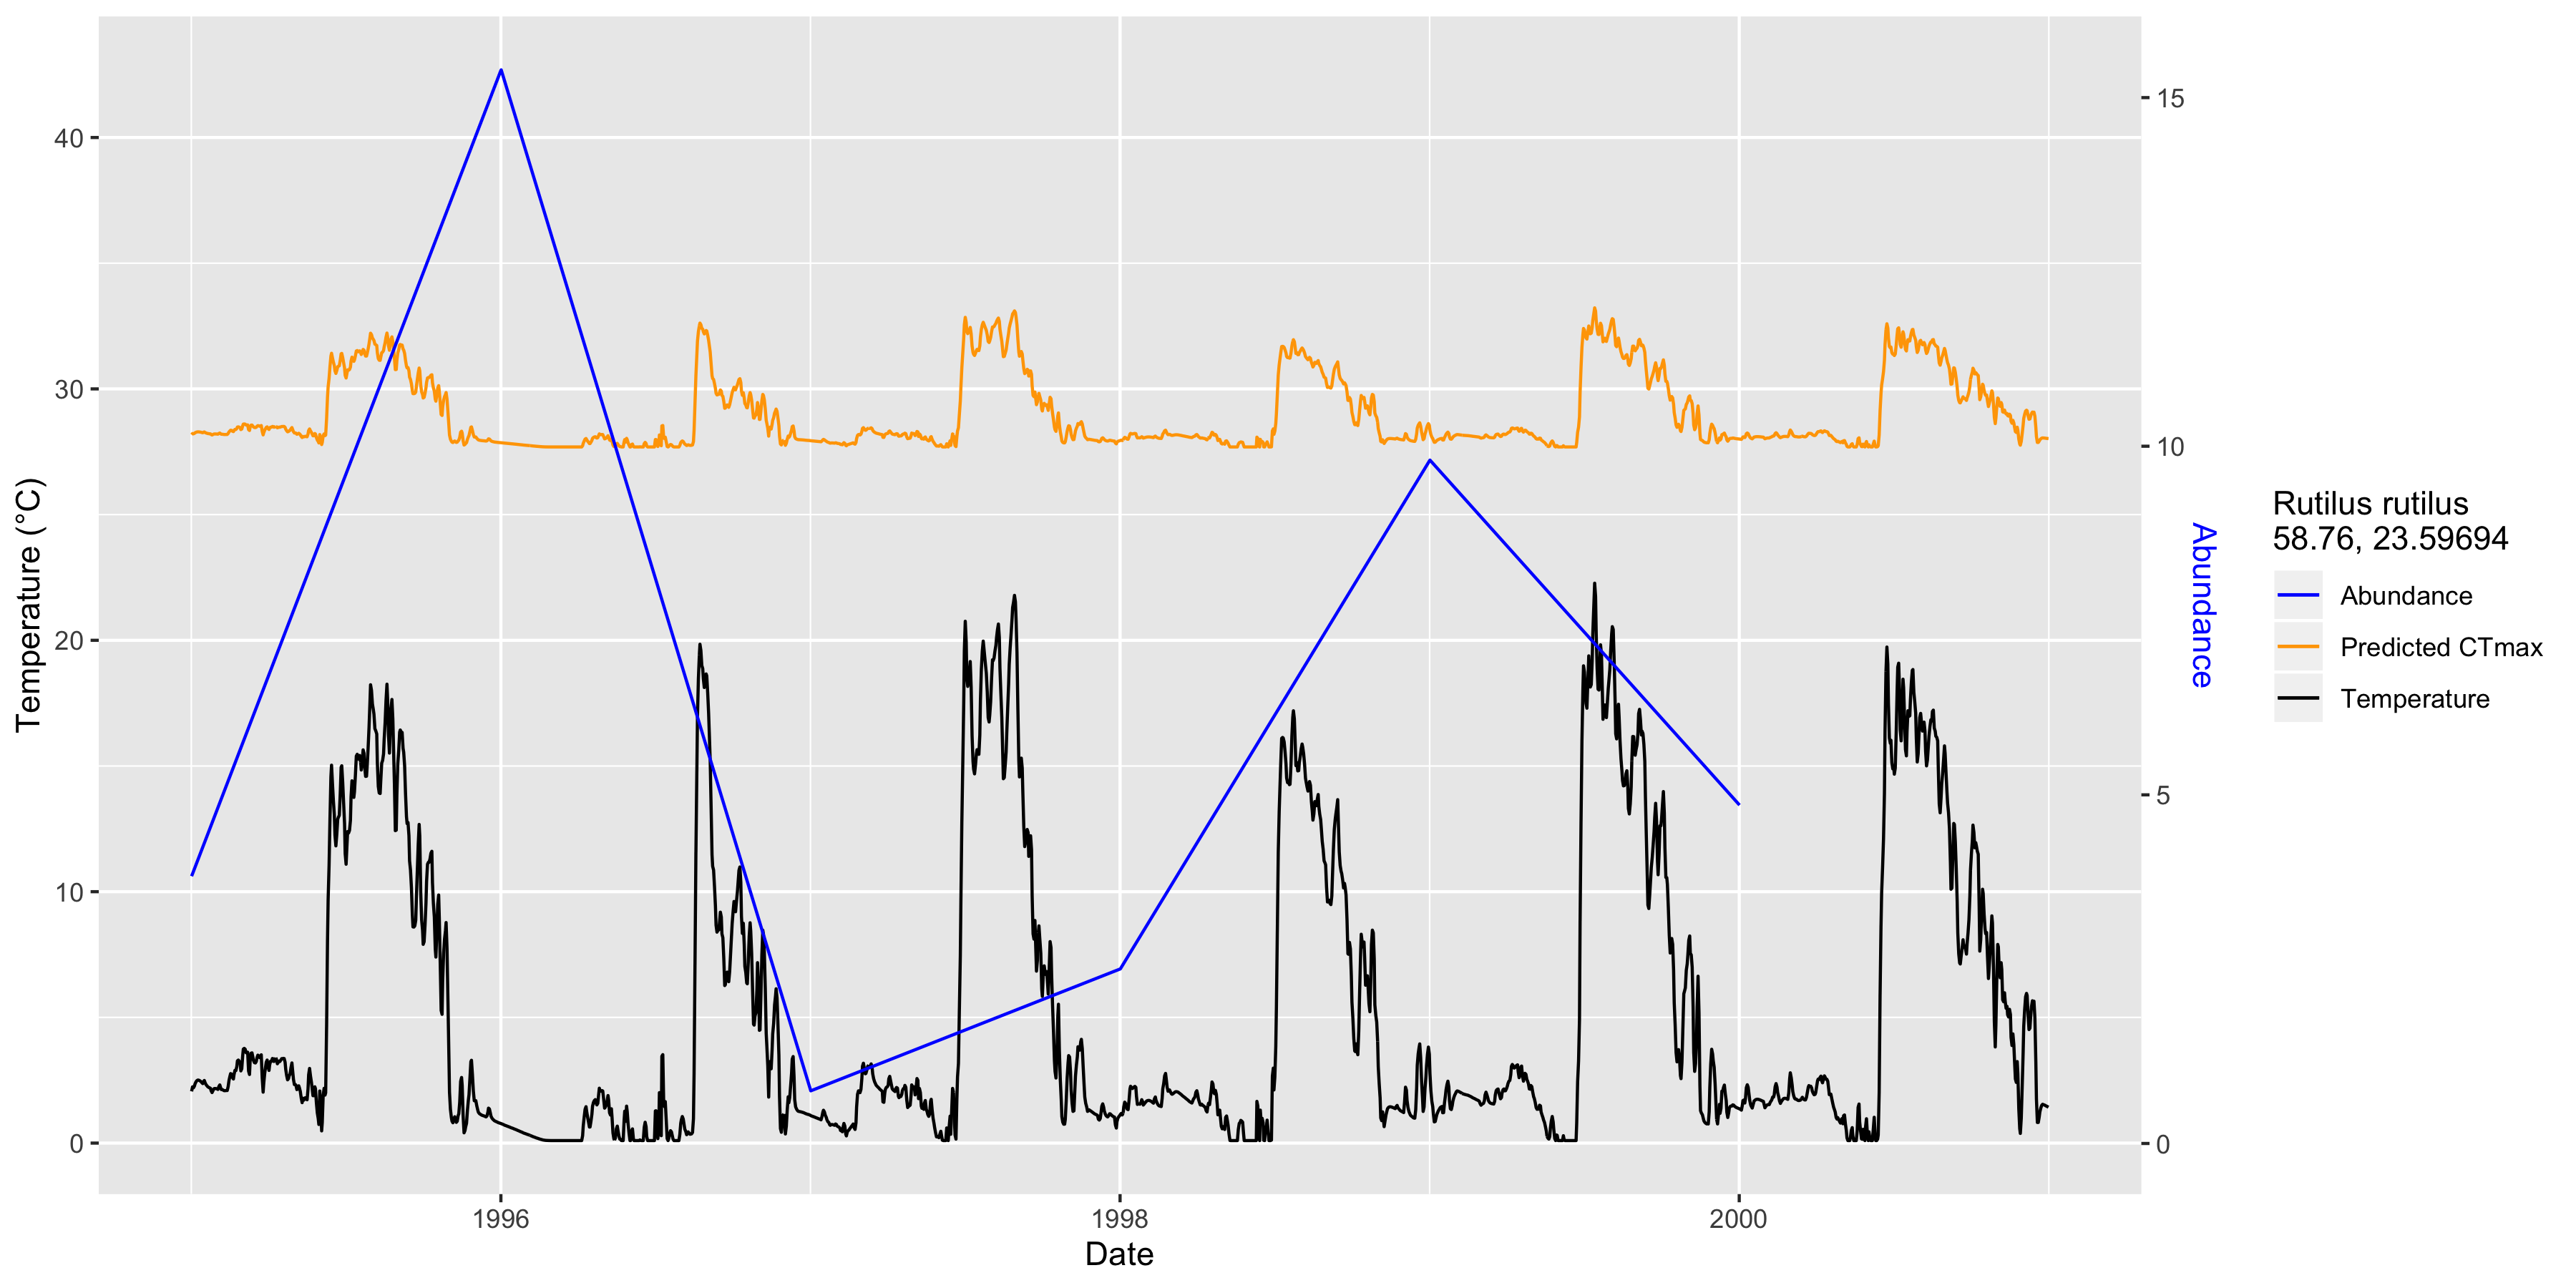 Temperature (°C)
40
30
20
10
0
15
10
5
0
Abundance
1996
1998
2000
Date
Rutilus rutilus
58.76, 23.59694
Abundance
Predicted CTmax
Temperature